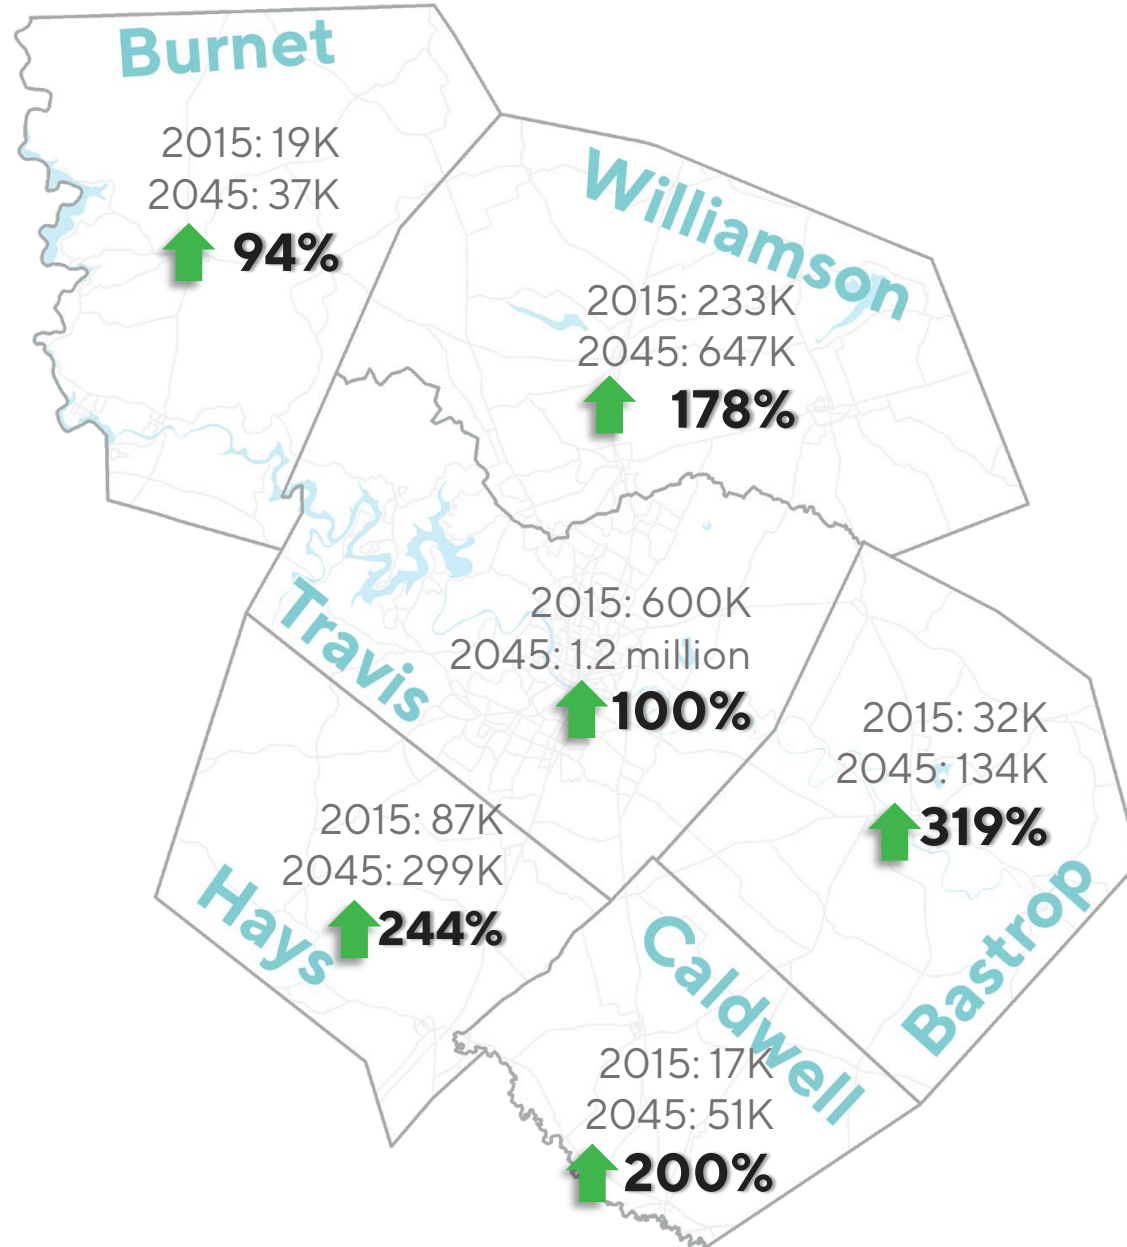 Burnet
2015: 19K
2045: 37K
94%
Williamson
2015: 233K
2045: 647K
178%
Travis
2015: 600K
2045: 1.2 million
100%
2015: 32K
2045: 134K
319%
Bastrop
2015: 87K
2045: 299K
244%
Hays
Caldwell
2015: 17K
2045: 51K
200%